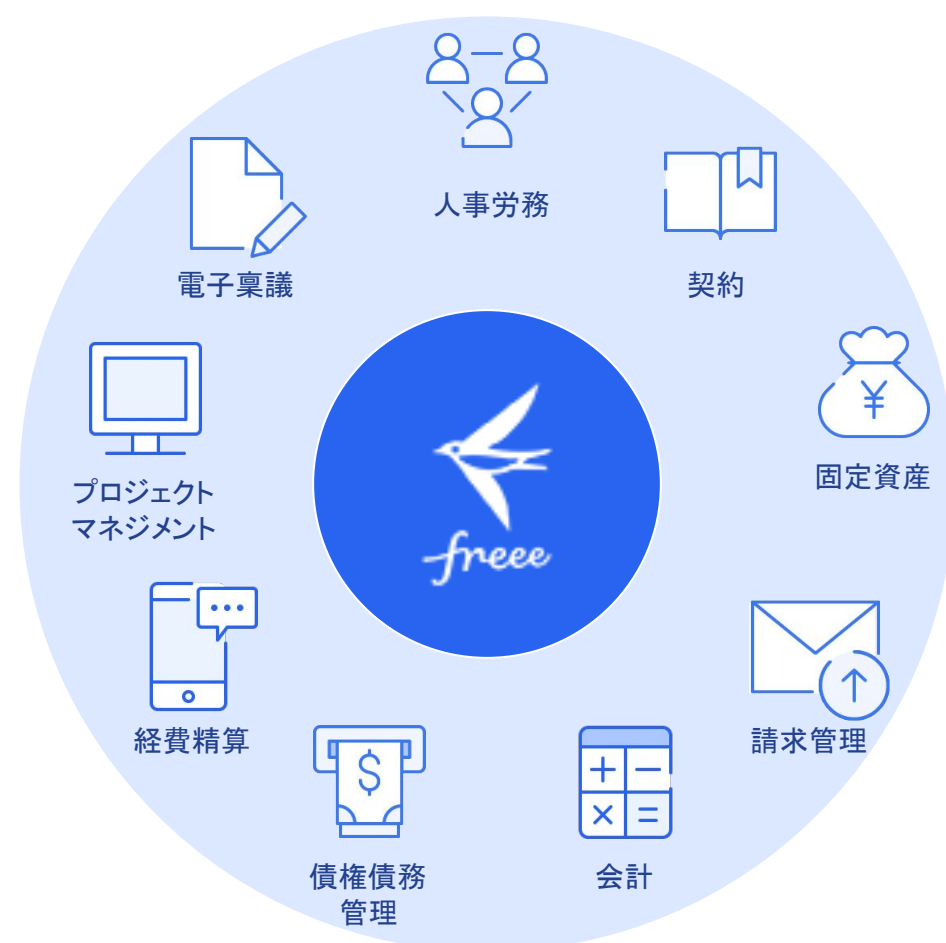 人事労務
電子稟議
契約
¥
固定資産
プロジェクト
マネジメント
freee
経費精算
請求管理
$
債権債務
管理
+ −
× =
会計